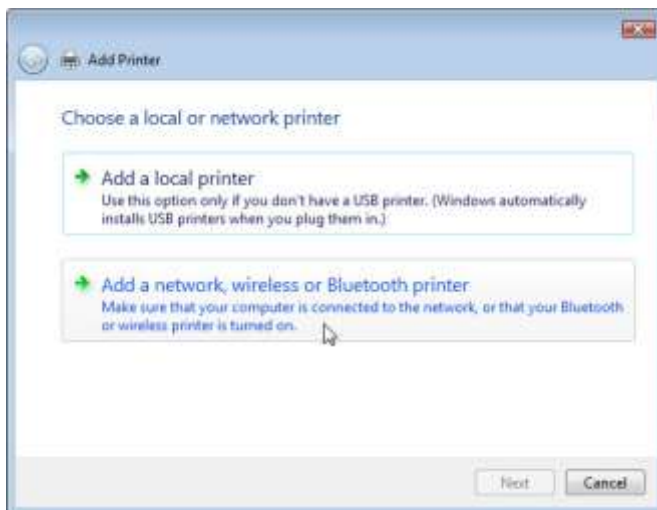 Add Printer
Choose a local or network printer
Add a local printer
Use this option only if you don't have a USB printer. (Windows automatically
installs USB printers when you plug them in.)
Add a network, wireless or Bluetooth printer
Make sure that your computer is connected to the network, or that your Bluetooth
or wireless printer is turned on.
Next
Cancel